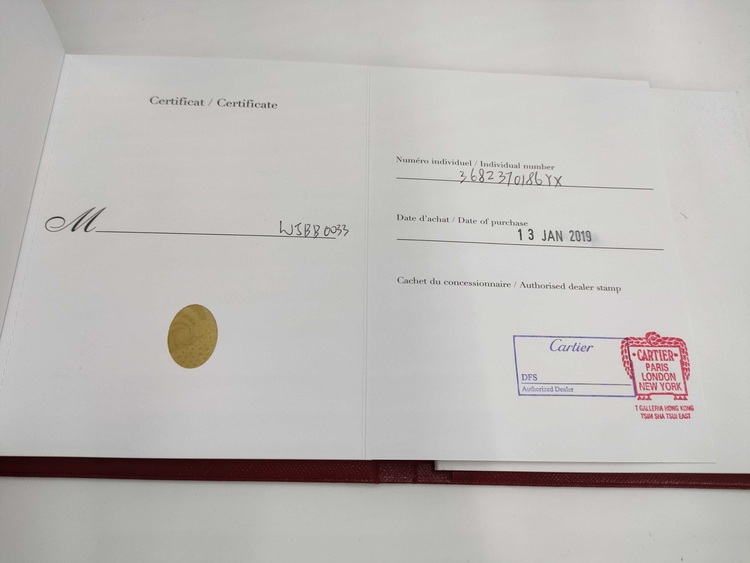 Certificat / Certificate
M WJBB0033
Numéro individuel / Individual number
3682370186YX
Date d'achat / Date of purchase
13 JAN 2019
Cachet du concessionnaire / Authorised dealer stamp
Cartier
DFS
Authorized Dealer
CARTIER
PARIS
LONDON
NEW YORK
T GALLERIA HONG KONG
TSIM SHA TSUI EAST